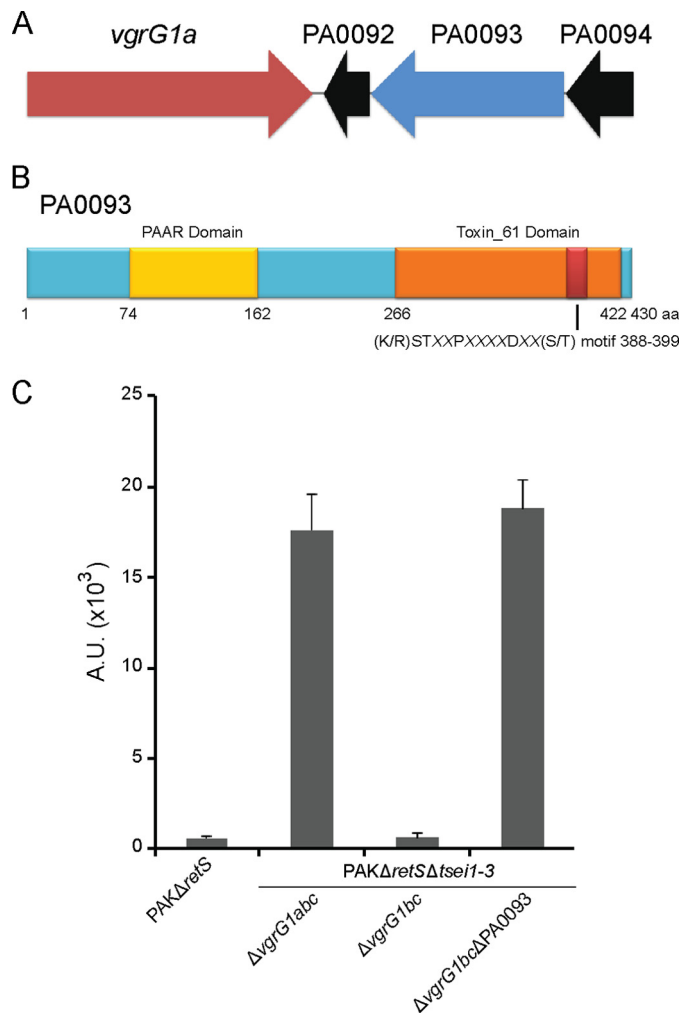 A
vgrG1a PA0092 PA0093 PA0094
B
PA0093
PAAR Domain Toxin_61 Domain
1 74 162 266 422 430 aa
(K/R)STXXPXXXXDXX(S/T) motif 388-399
C
25
20
15
10
5
0
A.U. (x10³)
PAKΔretS
PAKΔretSΔtsei1-3
ΔvgrG1abc
ΔvgrG1bc
ΔvgrG1bcΔPA0093